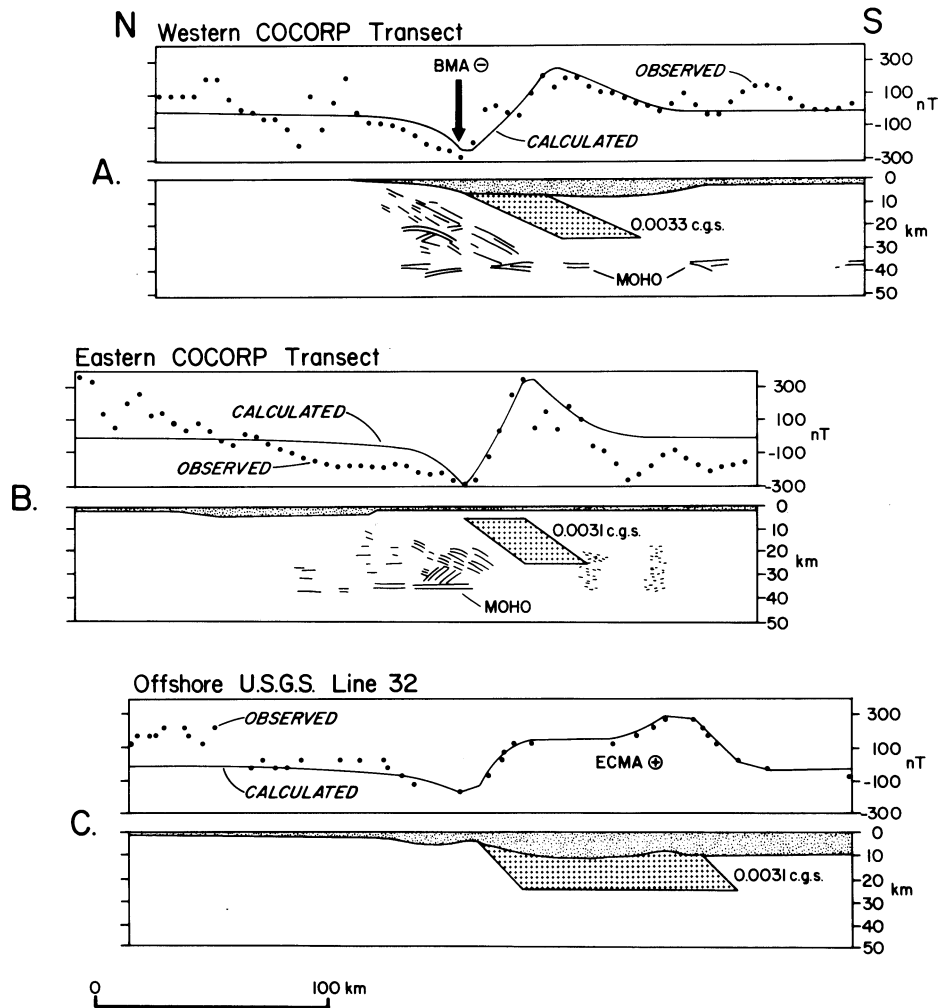 N
S
Western COCORP Transect
BMA ⊖
OBSERVED
CALCULATED
300
100
nT
-100
-300
A.
0
10
20
km
30
40
50
0.0033 c.g.s.
MOHO
Eastern COCORP Transect
CALCULATED
OBSERVED
300
100
nT
-100
-300
B.
0
10
20
km
30
40
50
0.0031 c.g.s.
MOHO
Offshore U.S.G.S. Line 32
OBSERVED
CALCULATED
ECMA ⊕
300
100
nT
-100
-300
C.
0
10
20
km
30
40
50
0.0031 c.g.s.
0
100 km